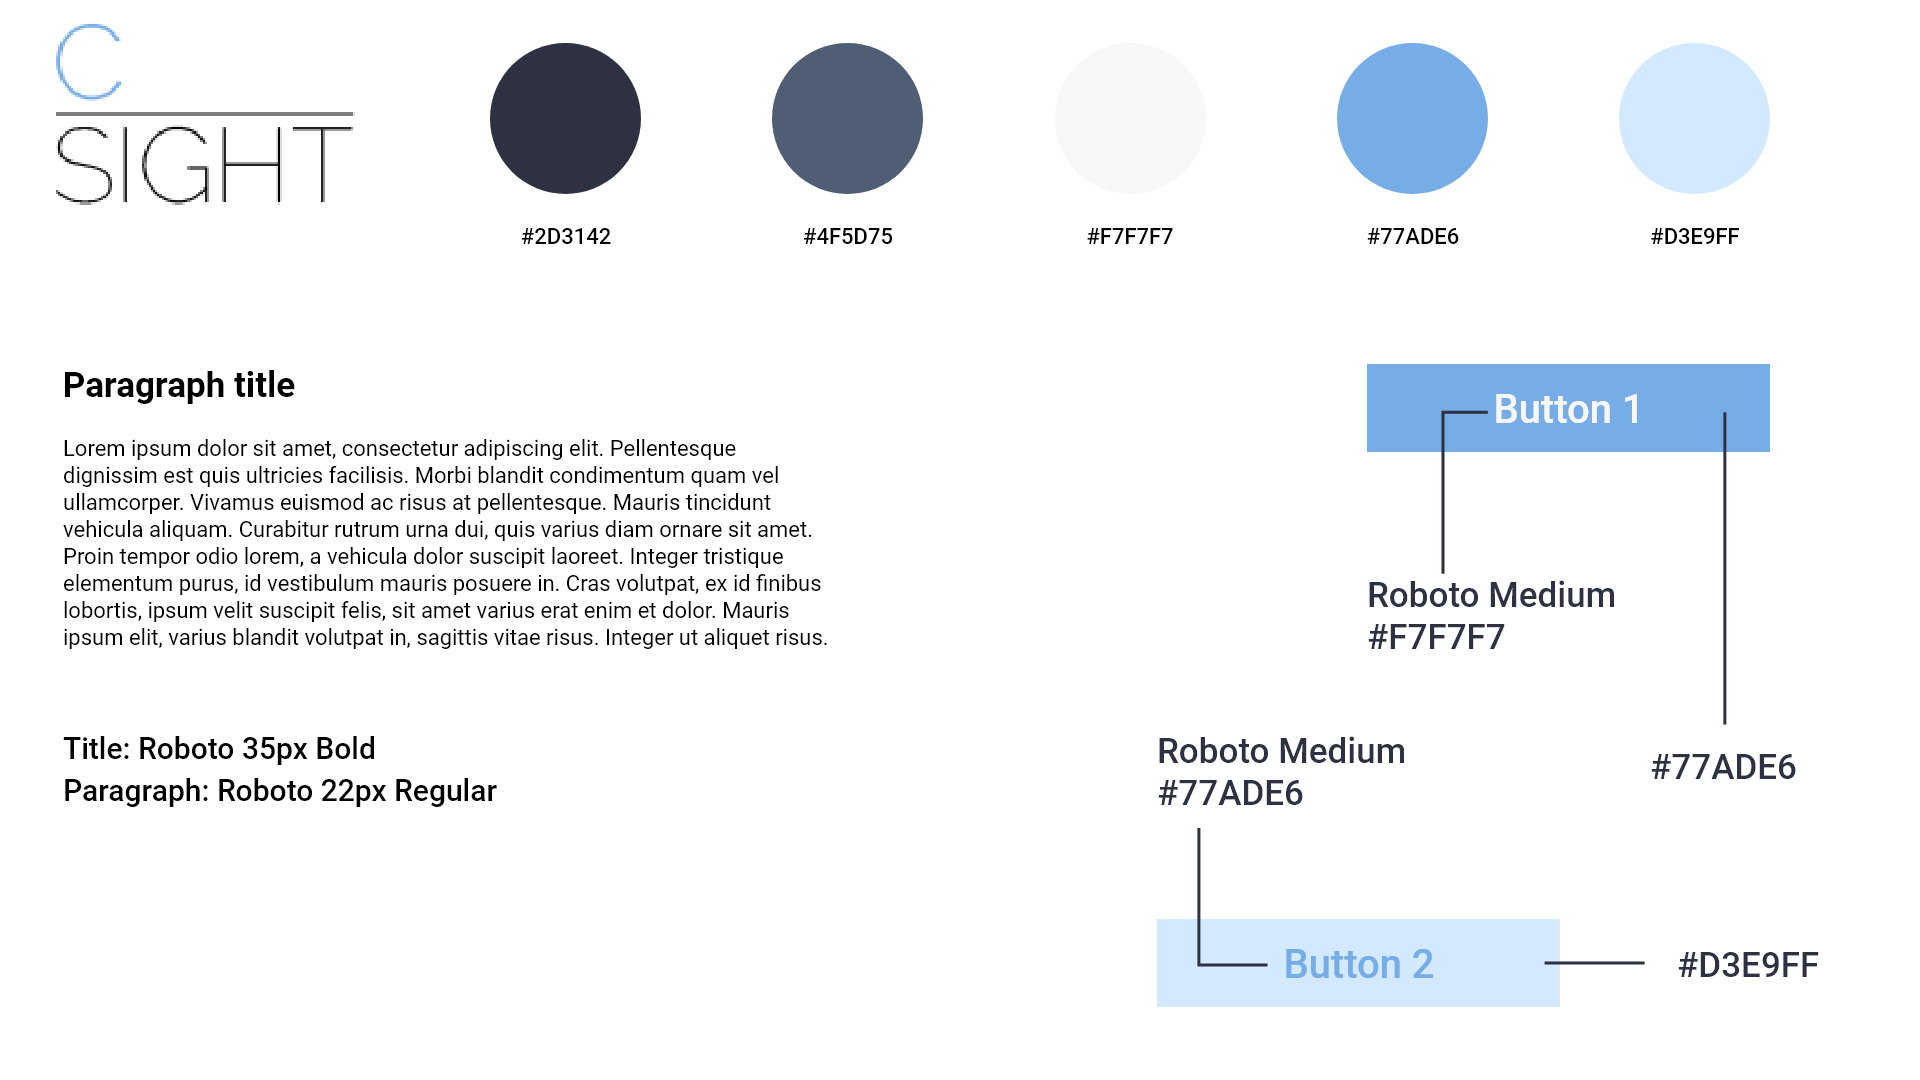 C
SIGHT
#2D3142
#4F5D75
#F7F7F7
#77ADE6
#D3E9FF
Paragraph title
Lorem ipsum dolor sit amet, consectetur adipiscing elit. Pellentesque
dignissim est quis ultricies facilisis. Morbi blandit condimentum quam vel
ullamcorper. Vivamus euismod ac risus at pellentesque. Mauris tincidunt
vehicula aliquam. Curabitur rutrum urna dui, quis varius diam ornare sit amet.
Proin tempor odio lorem, a vehicula dolor suscipit laoreet. Integer tristique
elementum purus, id vestibulum mauris posuere in. Cras volutpat, ex id finibus
lobortis, ipsum velit suscipit felis, sit amet varius erat enim et dolor. Mauris
ipsum elit, varius blandit volutpat in, sagittis vitae risus. Integer ut aliquet risus.
Title: Roboto 35px Bold
Paragraph: Roboto 22px Regular
Button 1
Roboto Medium
#F7F7F7
#77ADE6
Roboto Medium
#77ADE6
Button 2
#D3E9FF